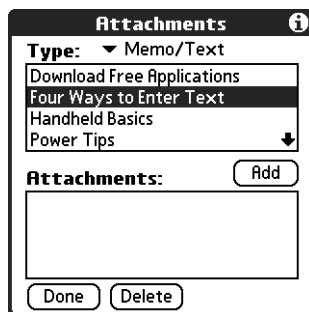 Attachments
Type: Memo/Text
Download Free Applications
Four Ways to Enter Text
Handheld Basics
Power Tips
Attachments: Add
Done Delete